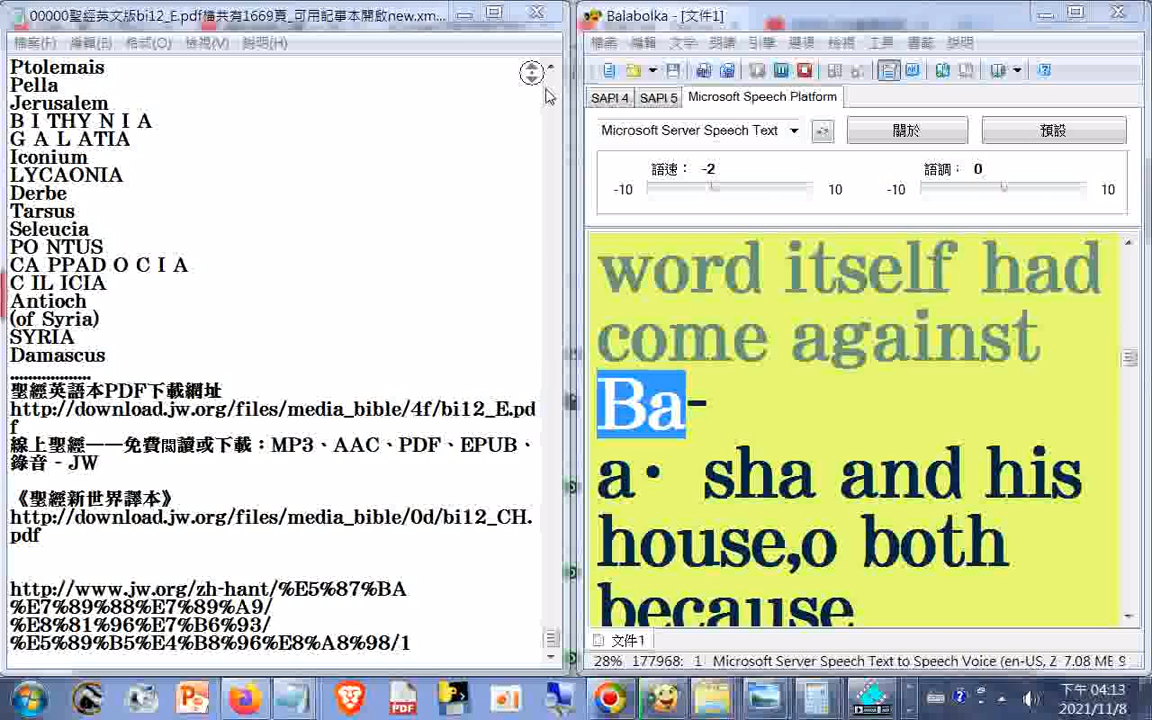 00000聖經英文版bi12_E.pdf檔共有1669頁_可用記事本開啟new.xm...
檔案(F) 編輯(E) 格式(O) 檢視(V) 說明(H)
Ptolemais
Pella
Jerusalem
B I THY N I A
G A L ATIA
Iconium
LYCAONIA
Derbe
Tarsus
Seleucia
PO NTUS
CA PPAD O C I A
C IL ICIA
Antioch
(of Syria)
SYRIA
Damascus
..................
聖經英語本PDF下載網址
http://download.jw.org/files/media_bible/4f/bi12_E.pd
f
線上聖經——免費閱讀或下載：MP3、AAC、PDF、EPUB、
錄音 - JW
《聖經新世界譯本》
http://download.jw.org/files/media_bible/0d/bi12_CH.
pdf
http://www.jw.org/zh-hant/%E5%87%BA
%E7%89%88%E7%89%A9/
%E8%81%96%E7%B6%93/
%E5%89%B5%E4%B8%96%E8%A8%98/1
Balabolka - [文件1]
檔案 編輯 文字 朗讀 引擎 選項 檢視 工具 書籤 說明
SAPI 4 SAPI 5 Microsoft Speech Platform
Microsoft Server Speech Text 關於 預設
語速： -2 語調： 0
-10 10 -10 10
word itself had
come against
Ba-
a· sha and his
house,o both
because
文件1
28% 177968: 1 Microsoft Server Speech Text to Speech Voice (en-US, Z 7.08 MB 9
PDF
下午 04:13
2021/11/8